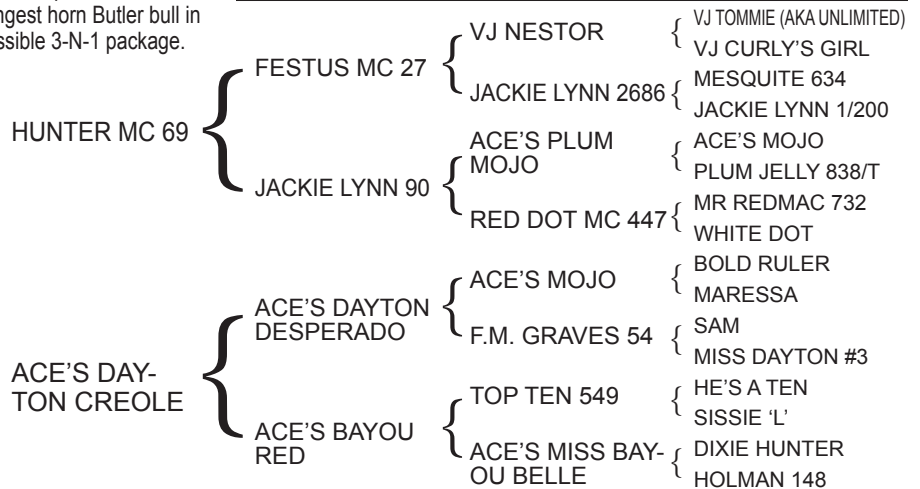 ngest horn Butler bull in
ssible 3-N-1 package.
HUNTER MC 69
FESTUS MC 27
VJ NESTOR
VJ TOMMIE (AKA UNLIMITED)
VJ CURLY'S GIRL
JACKIE LYNN 2686
MESQUITE 634
JACKIE LYNN 1/200
JACKIE LYNN 90
ACE'S PLUM
MOJO
ACE'S MOJO
PLUM JELLY 838/T
RED DOT MC 447
MR REDMAC 732
WHITE DOT
ACE'S DAY-
TON CREOLE
ACE'S DAYTON
DESPERADO
ACE'S MOJO
BOLD RULER
MARESSA
F.M. GRAVES 54
SAM
MISS DAYTON #3
ACE'S BAYOU
RED
TOP TEN 549
HE'S A TEN
SISSIE 'L'
ACE'S MISS BAY-
OU BELLE
DIXIE HUNTER
HOLMAN 148